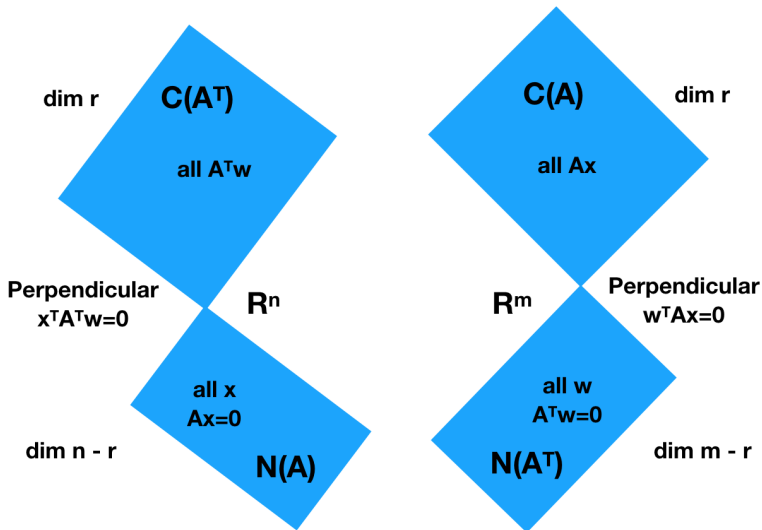 dim r
C(Aᵀ)
all Aᵀw
Perpendicular
xᵀAᵀw=0
Rⁿ
all x
Ax=0
N(A)
dim n - r
C(A)
dim r
all Ax
Rᵐ
Perpendicular
wᵀAx=0
all w
Aᵀw=0
N(Aᵀ)
dim m - r